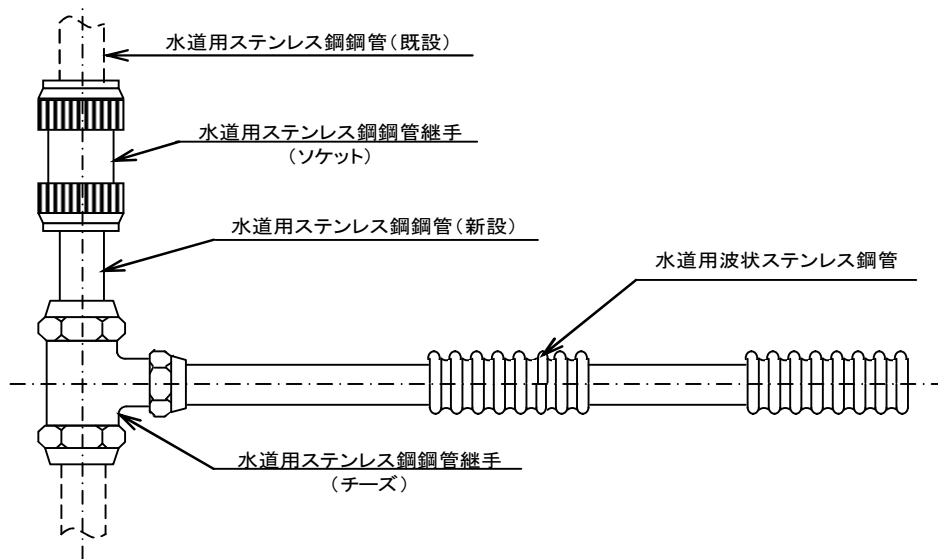 水道用ステンレス鋼鋼管(既設)
水道用ステンレス鋼鋼管継手
(ソケット)
水道用ステンレス鋼鋼管(新設)
水道用波状ステンレス鋼管
水道用ステンレス鋼鋼管継手
(チーズ)